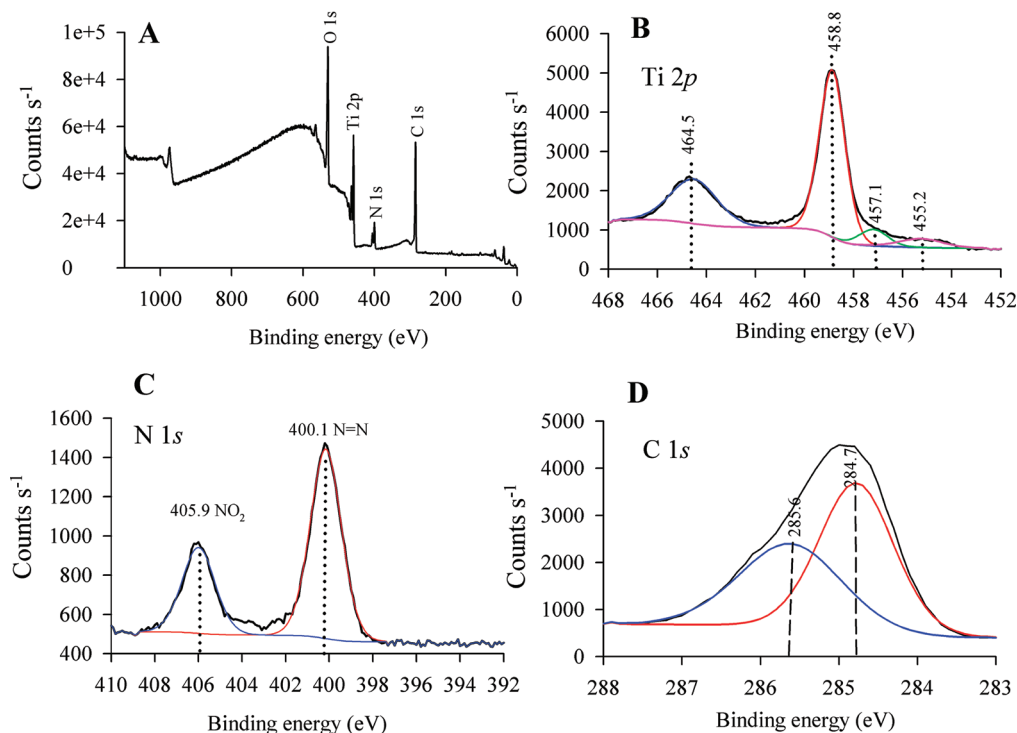 A
1e+5
8e+4
6e+4
4e+4
2e+4
0
Counts s-1
O 1s
Ti 2p
N 1s
C 1s
1000 800 600 400 200 0
Binding energy (eV)
B
Ti 2p
6000
5000
4000
3000
2000
1000
0
Counts s-1
464.5
458.8
457.1
455.2
468 466 464 462 460 458 456 454 452
Binding energy (eV)
C
N 1s
1600
1400
1200
1000
800
600
400
Counts s-1
405.9 NO2
400.1 N=N
410 408 406 404 402 400 398 396 394 392
Binding energy (eV)
D
C 1s
5000
4000
3000
2000
1000
0
Counts s-1
285.6
284.7
288 287 286 285 284 283
Binding energy (eV)